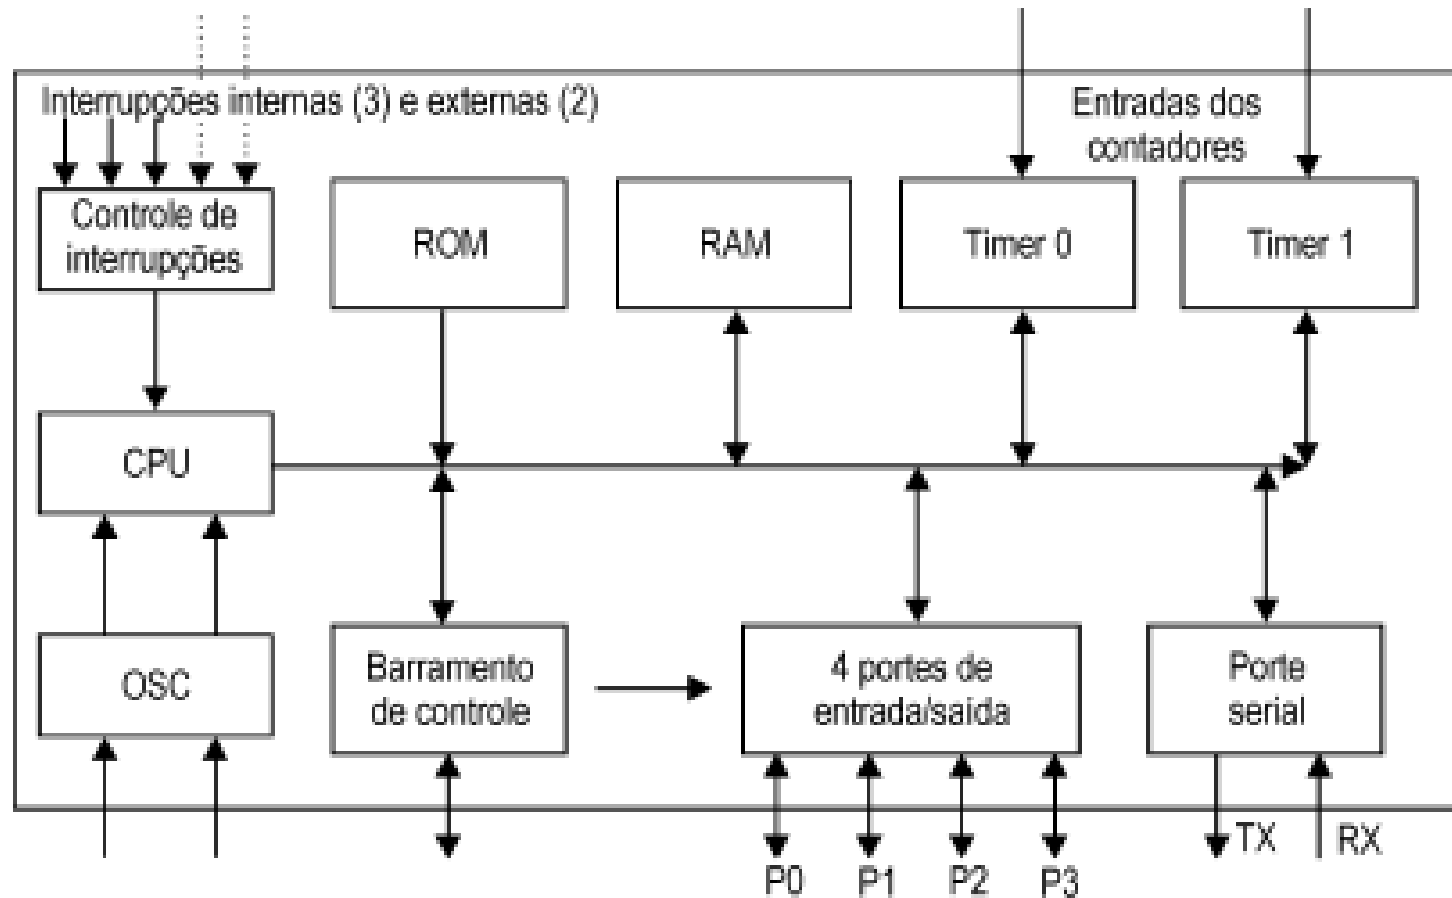 Interrupções internas (3) e externas (2)
Entradas dos
contadores
Controle de
interrupções
ROM
RAM
Timer 0
Timer 1
CPU
OSC
Barramento
de controle
4 portes de
entrada/saída
Porte
serial
TX
RX
P0
P1
P2
P3